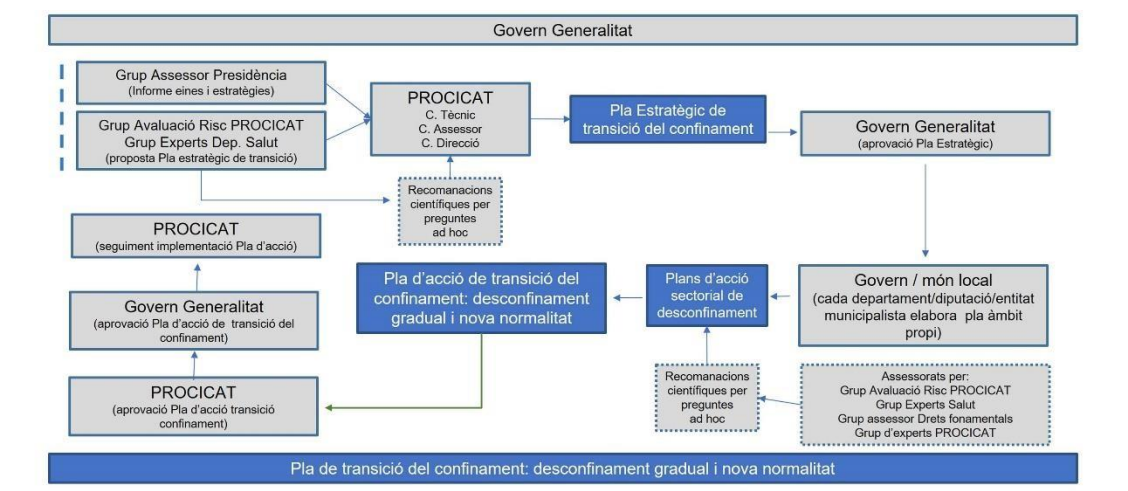 Govern Generalitat
Grup Assessor Presidència
(Informe eines i estratègies)
Grup Avaluació Risc PROCICAT
Grup Experts Dep. Salut
(proposta Pla estratègic de transició)
PROCICAT
C. Tècnic
C. Assessor
C. Direcció
Pla Estratègic de
transició del confinament
Govern Generalitat
(aprovació Pla Estratègic)
Recomanacions
científiques per
preguntes
ad hoc
PROCICAT
(seguiment implementació Pla d'acció)
Govern Generalitat
(aprovació Pla d'acció de transició del
confinament)
PROCICAT
(aprovació Pla d'acció transició
confinament)
Pla d'acció de transició del
confinament: desconfinament
gradual i nova normalitat
Plans d'acció
sectorial de
desconfinament
Govern / món local
(cada departament/diputació/entitat
municipalista elabora pla àmbit
propi)
Recomanacions
científiques per
preguntes
ad hoc
Assessorats per:
Grup Avaluació Risc PROCICAT
Grup Experts Salut
Grup assessor Drets fonamentals
Grup d'experts PROCICAT
Pla de transició del confinament: desconfinament gradual i nova normalitat